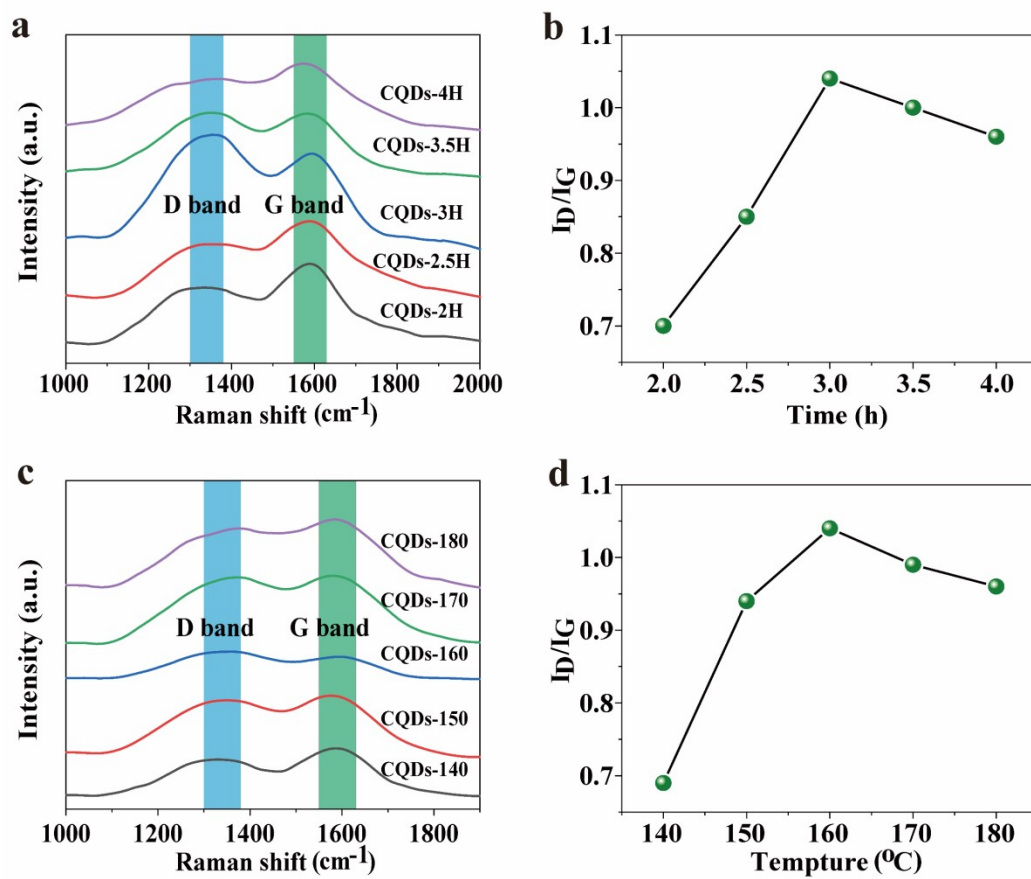 a
Intensity (a.u.)
CQDs-4H
CQDs-3.5H
D band G band CQDs-3H
CQDs-2.5H
CQDs-2H
1000 1200 1400 1600 1800 2000
Raman shift (cm⁻¹)
b
I_D/I_G
1.1
1.0
0.9
0.8
0.7
2.0 2.5 3.0 3.5 4.0
Time (h)
c
Intensity (a.u.)
CQDs-180
CQDs-170
D band G band
CQDs-160
CQDs-150
CQDs-140
1000 1200 1400 1600 1800
Raman shift (cm⁻¹)
d
I_D/I_G
1.1
1.0
0.9
0.8
0.7
140 150 160 170 180
Tempture (⁰C)